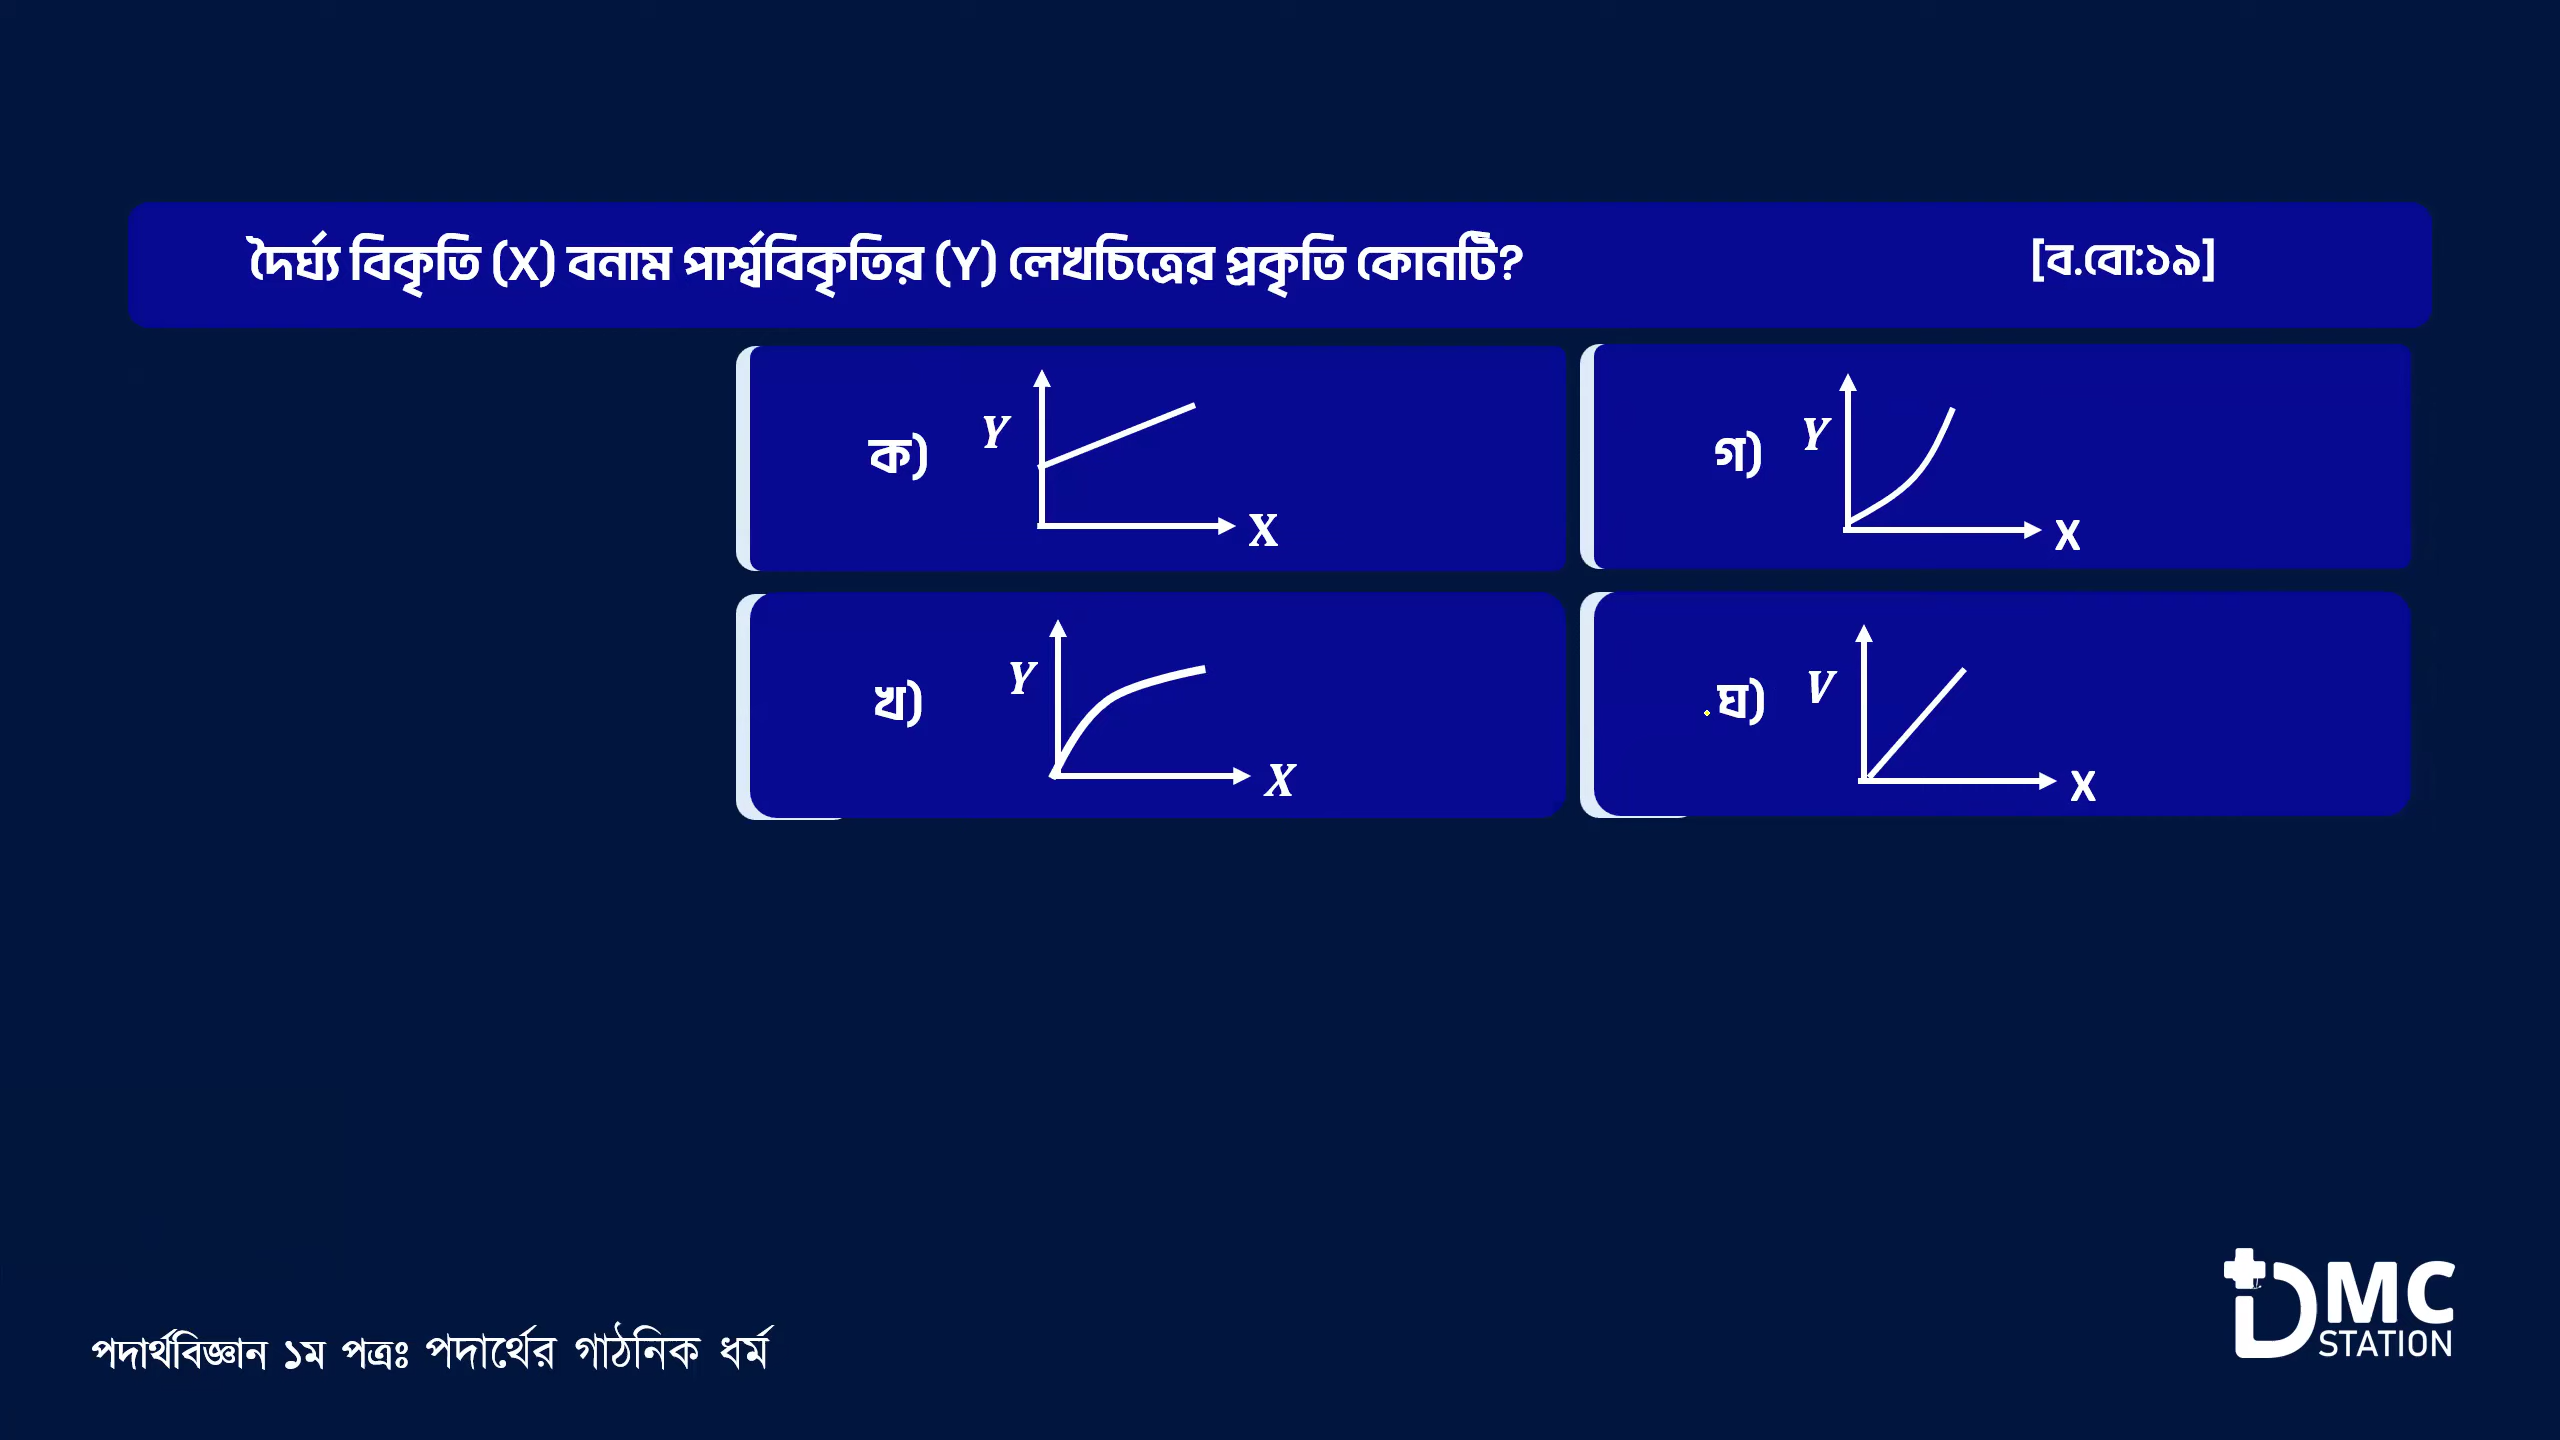 দৈর্ঘ্য বিকৃতি (X) বনাম পার্শ্ববিকৃতির (Y) লেখচিত্রের প্রকৃতি কোনটি? [ব.বো:১৯]
ক) Y X
গ) Y X
খ) Y X
ঘ) V X
পদার্থবিজ্ঞান ১ম পত্রঃ পদার্থের গাঠনিক ধর্ম
DMC
STATION